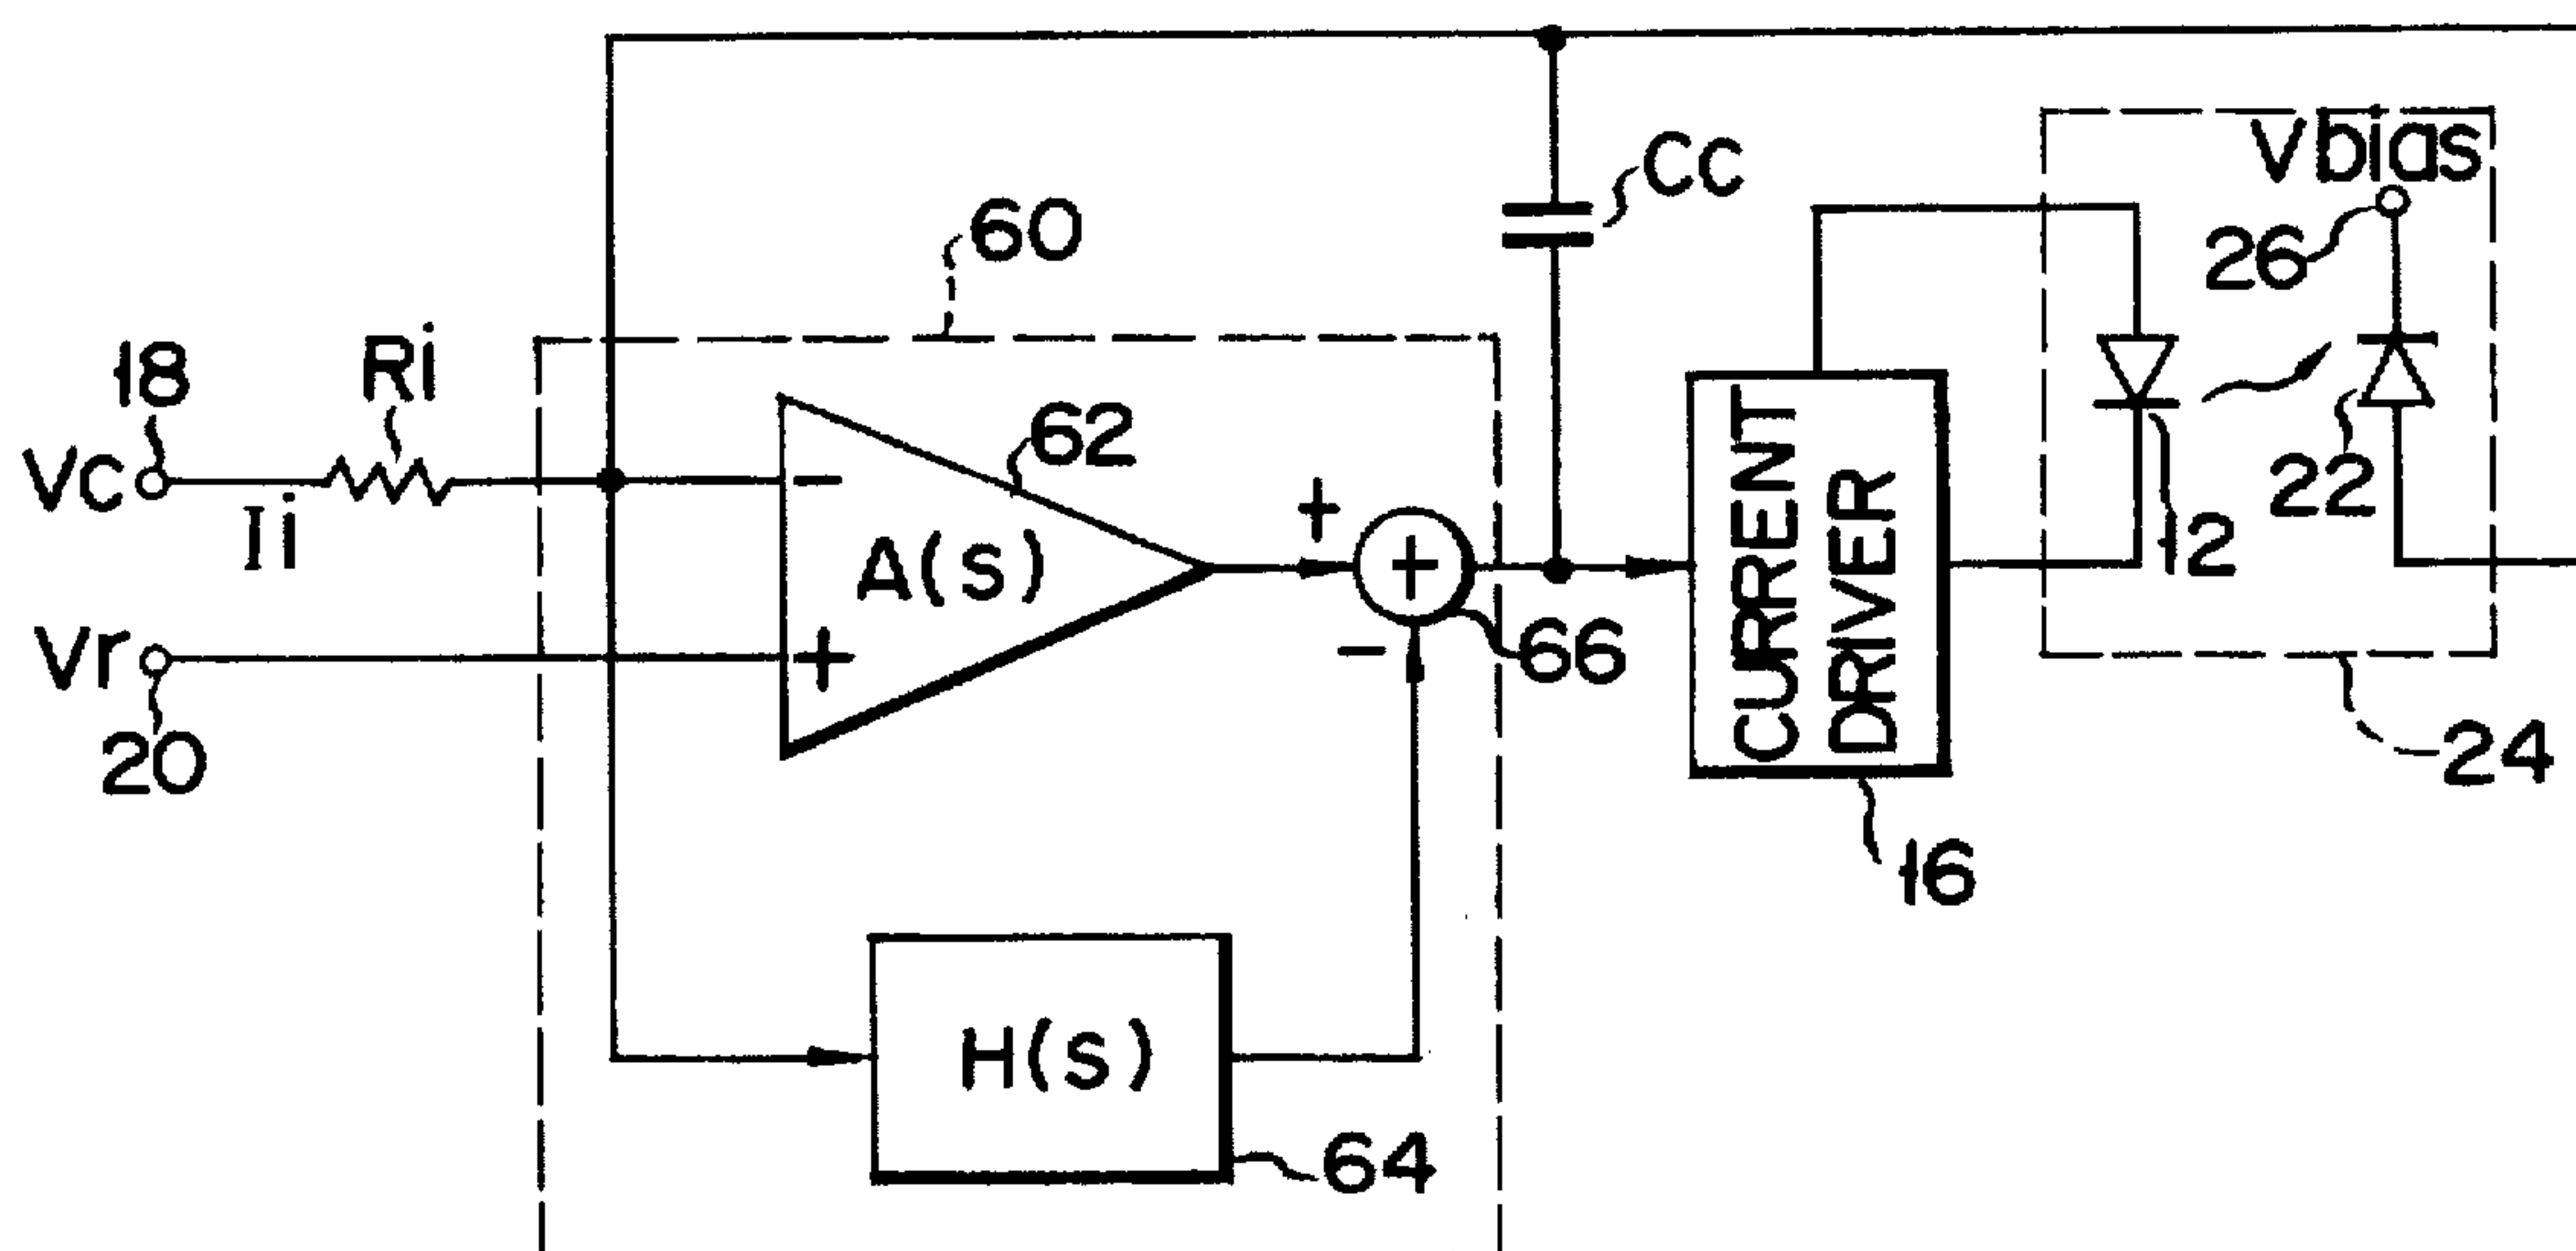 Cc
Vbias
26
60
18
Ri
62
Vc
Ii
A(S)
+
-
+
-
+
22
12
Vr
20
66
CURRENT
DRIVER
24
16
H(S)
64